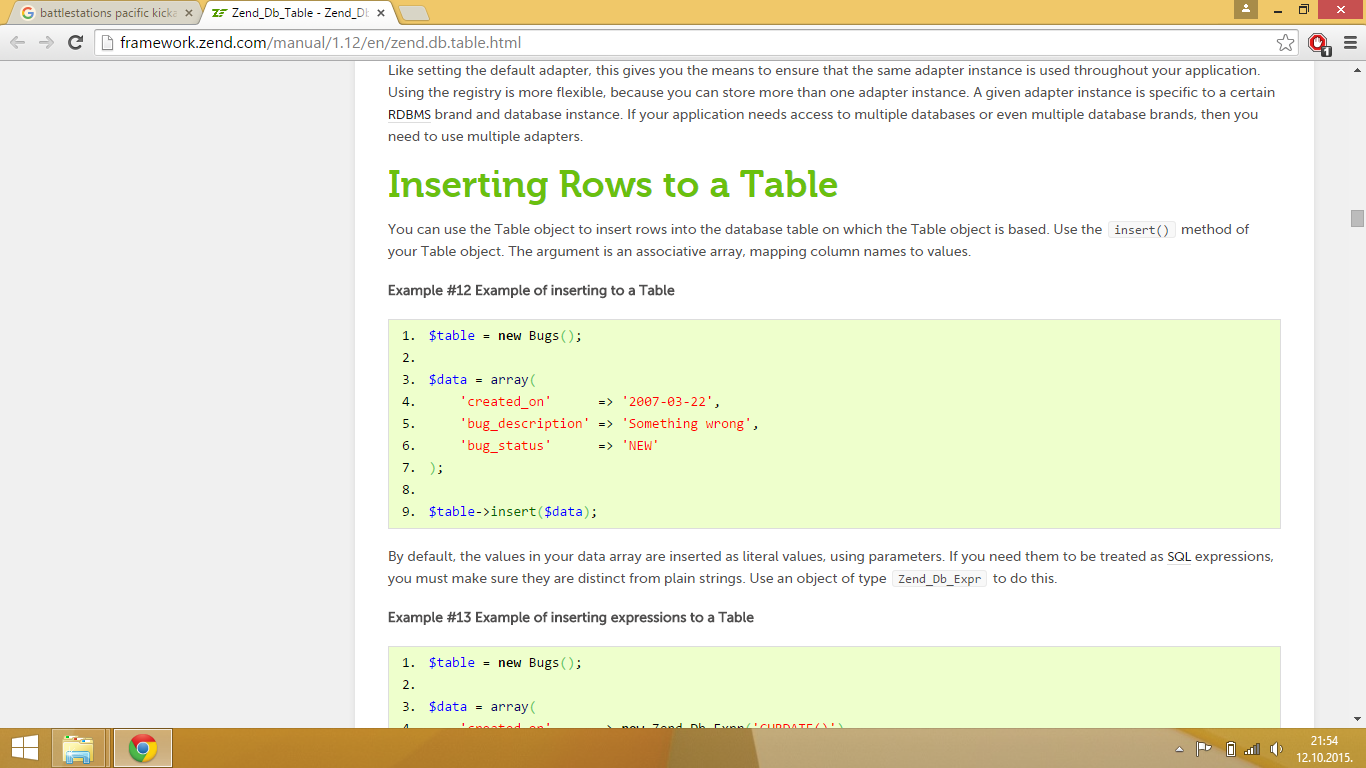 battlestations pacific kicka
Zend_Db_Table - Zend_Db
framework.zend.com/manual/1.12/en/zend.db.table.html
1
Like setting the default adapter, this gives you the means to ensure that the same adapter instance is used throughout your application.
Using the registry is more flexible, because you can store more than one adapter instance. A given adapter instance is specific to a certain
RDBMS brand and database instance. If your application needs access to multiple databases or even multiple database brands, then you
need to use multiple adapters.
Inserting Rows to a Table
You can use the Table object to insert rows into the database table on which the Table object is based. Use the insert() method of
your Table object. The argument is an associative array, mapping column names to values.
Example #12 Example of inserting to a Table
1. $table = new Bugs();
2.
3. $data = array(
4. 'created_on' => '2007-03-22',
5. 'bug_description' => 'Something wrong',
6. 'bug_status' => 'NEW'
7. );
8.
9. $table->insert($data);
By default, the values in your data array are inserted as literal values, using parameters. If you need them to be treated as SQL expressions,
you must make sure they are distinct from plain strings. Use an object of type Zend_Db_Expr to do this.
Example #13 Example of inserting expressions to a Table
1. $table = new Bugs();
2.
3. $data = array(
4. 'created_on' => new Zend_Db_Expr('CURDATE()')
21:54
12.10.2015.